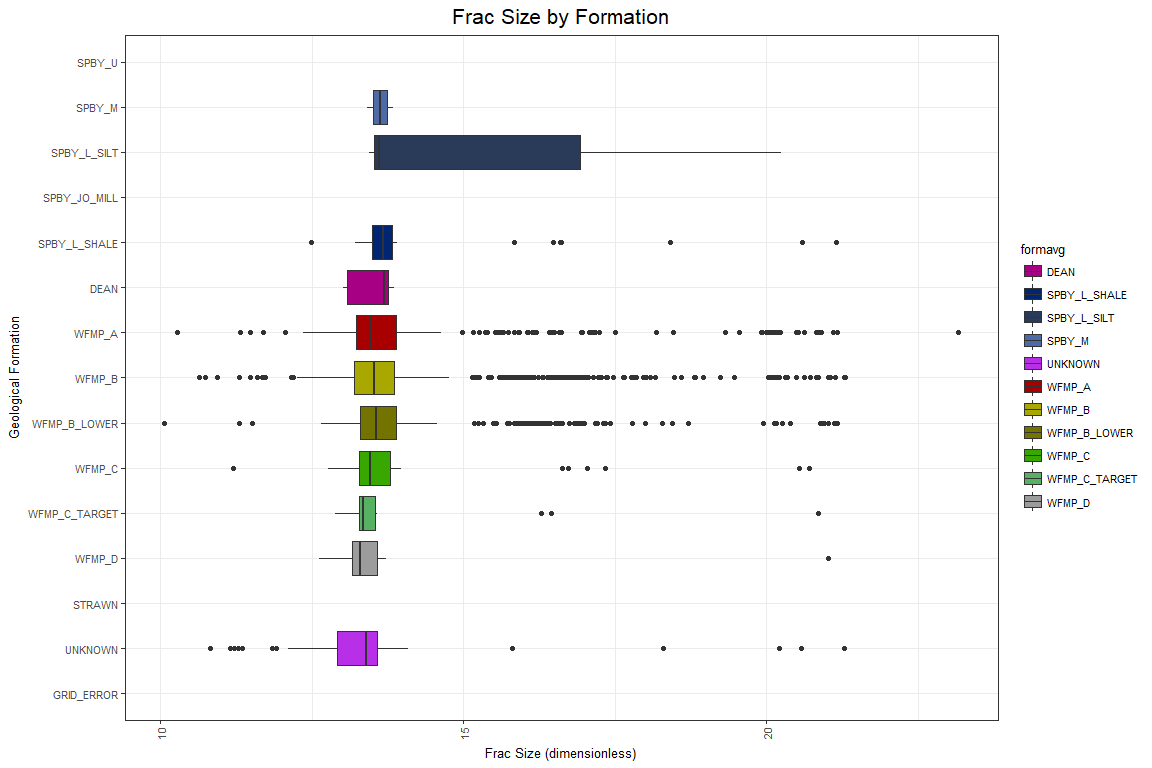 Frac Size by Formation
Geological Formation
SPBY_U
SPBY_M
SPBY_L_SILT
SPBY_JO_MILL
SPBY_L_SHALE
DEAN
WFMP_A
WFMP_B
WFMP_B_LOWER
WFMP_C
WFMP_C_TARGET
WFMP_D
STRAWN
UNKNOWN
GRID_ERROR
10
15
20
Frac Size (dimensionless)
formavg
DEAN
SPBY_L_SHALE
SPBY_L_SILT
SPBY_M
UNKNOWN
WFMP_A
WFMP_B
WFMP_B_LOWER
WFMP_C
WFMP_C_TARGET
WFMP_D